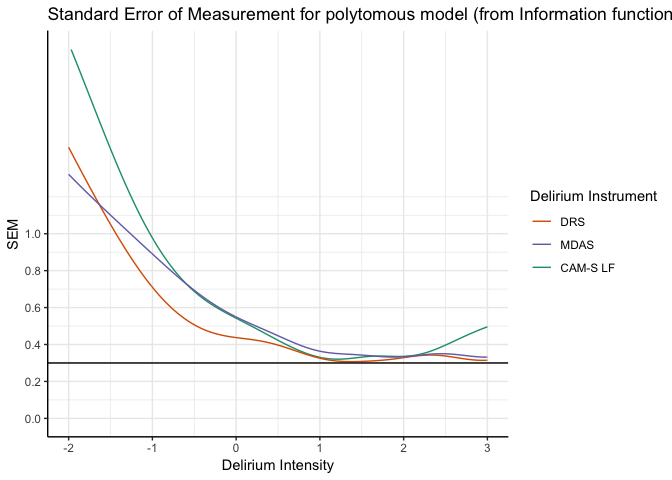 Standard Error of Measurement for polytomous model (from Information function
SEM
1.0
0.8
0.6
0.4
0.2
0.0
-2
-1
0
1
2
3
Delirium Intensity
Delirium Instrument
DRS
MDAS
CAM-S LF